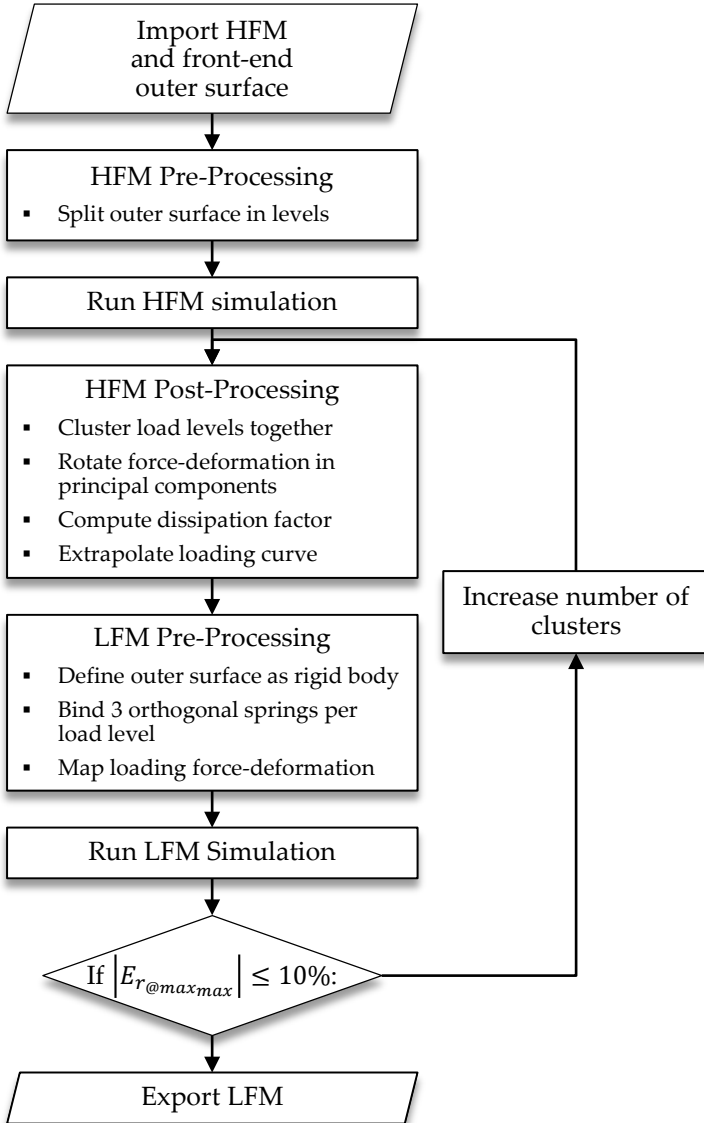 Import HFM
and front-end
outer surface
HFM Pre-Processing
▪ Split outer surface in levels
Run HFM simulation
HFM Post-Processing
▪ Cluster load levels together
▪ Rotate force-deformation in
principal components
▪ Compute dissipation factor
▪ Extrapolate loading curve
Increase number of
clusters
LFM Pre-Processing
▪ Define outer surface as rigid body
▪ Bind 3 orthogonal springs per
load level
▪ Map loading force-deformation
Run LFM Simulation
If |E_{r_{@max_{max}}}| ≤ 10%:
Export LFM